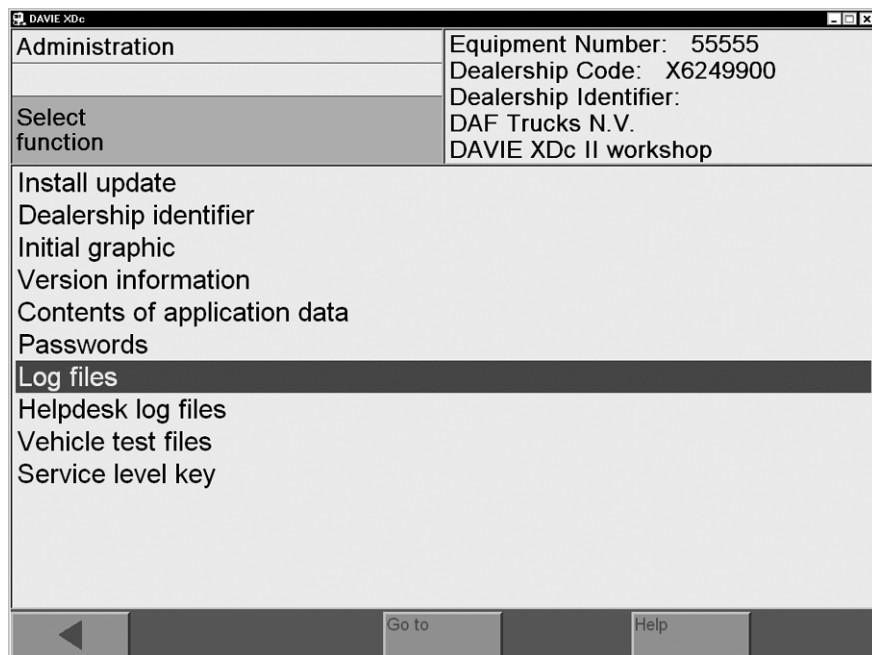 DAVIE XDc
Administration
Select
function
Equipment Number: 55555
Dealership Code: X6249900
Dealership Identifier:
DAF Trucks N.V.
DAVIE XDc II workshop
Install update
Dealership identifier
Initial graphic
Version information
Contents of application data
Passwords
Log files
Helpdesk log files
Vehicle test files
Service level key
Go to
Help